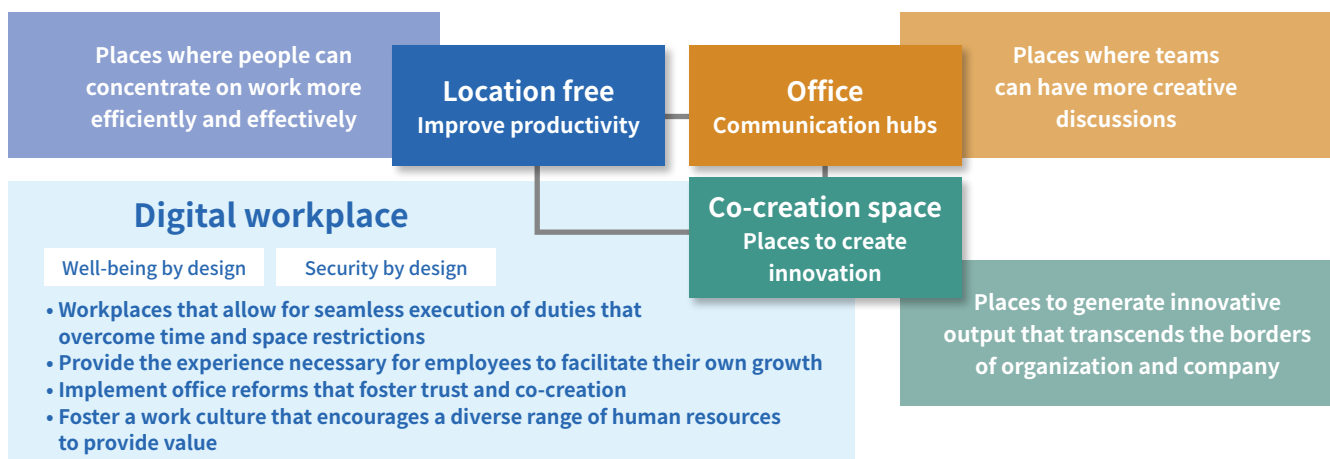 Places where people can
concentrate on work more
efficiently and effectively
Location free
Improve productivity
Office
Communication hubs
Places where teams
can have more creative
discussions
Co-creation space
Places to create
innovation
Places to generate innovative
output that transcends the borders
of organization and company
Digital workplace
Well-being by design
Security by design
• Workplaces that allow for seamless execution of duties that
overcome time and space restrictions
• Provide the experience necessary for employees to facilitate their own growth
• Implement office reforms that foster trust and co-creation
• Foster a work culture that encourages a diverse range of human resources
to provide value